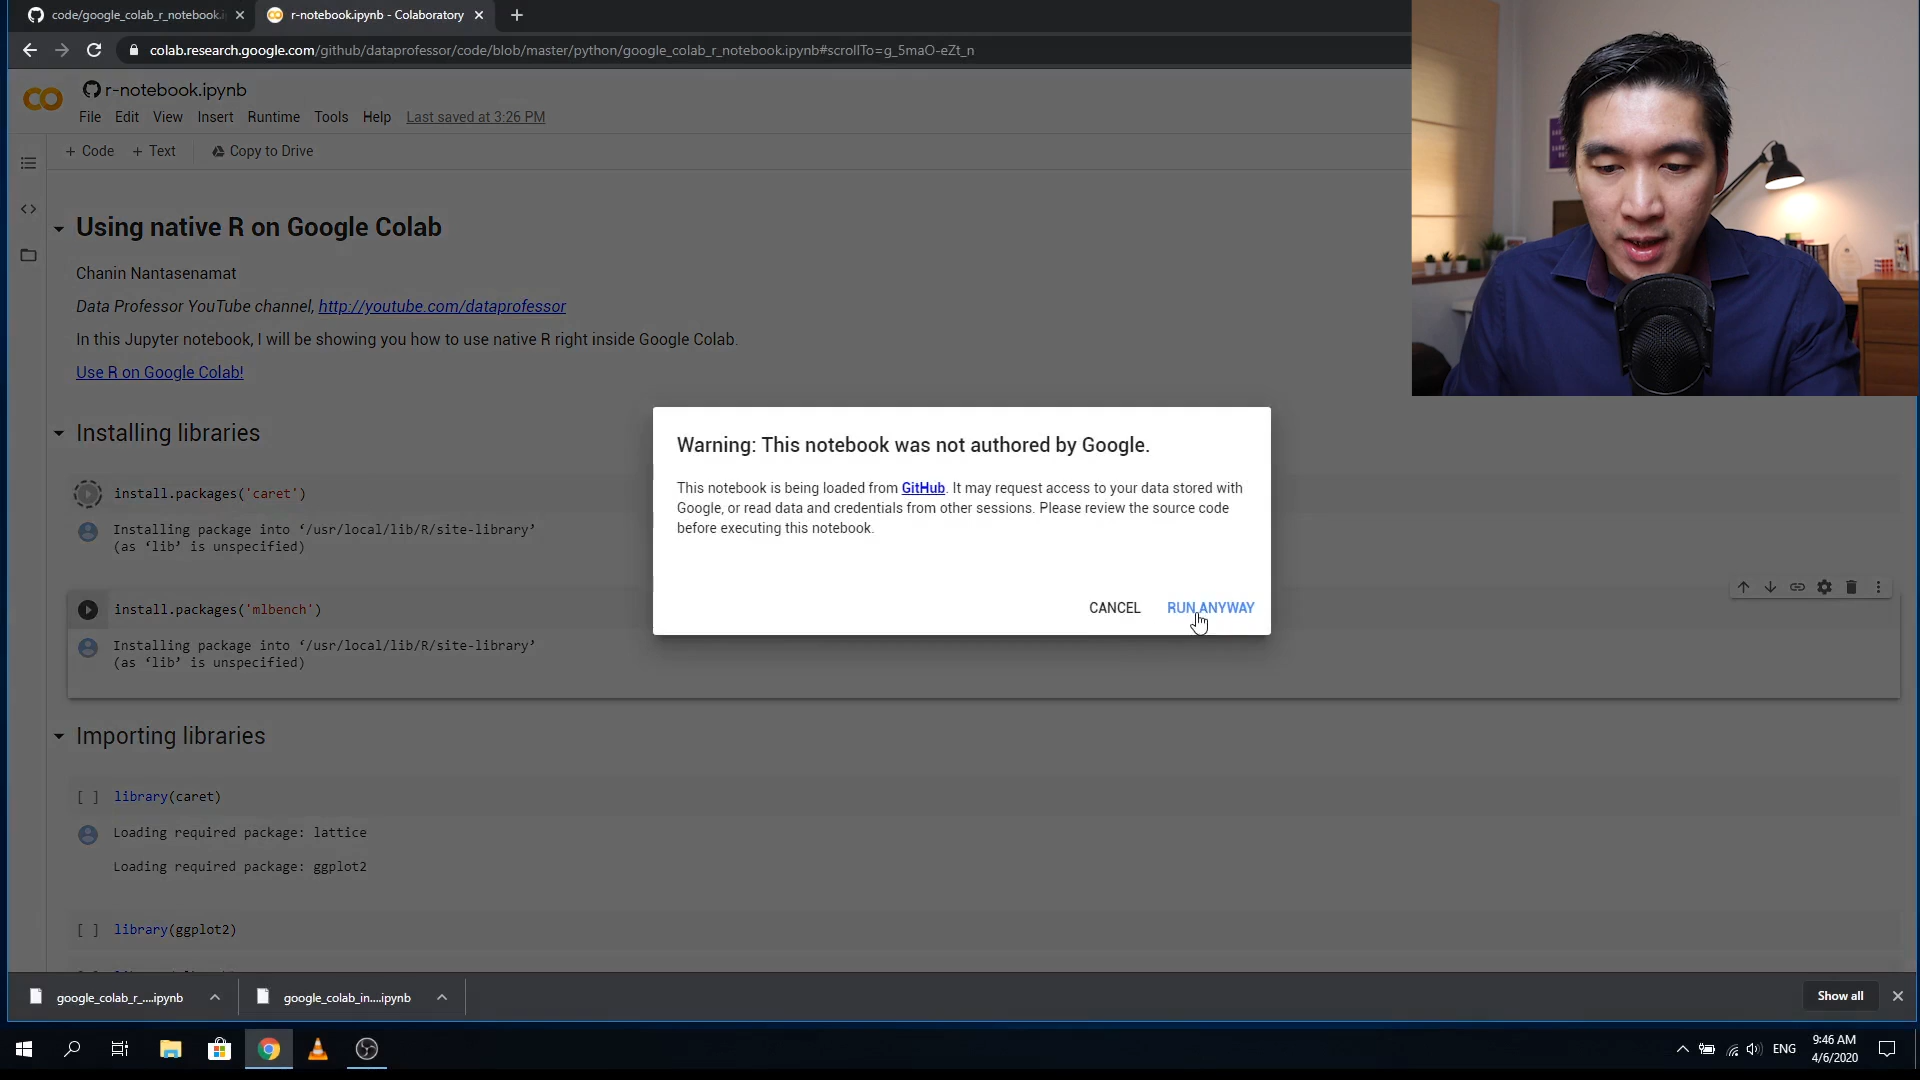 code/google_colab_r_notebook.i
r-notebook.ipynb - Colaboratory
colab.research.google.com/github/dataprofessor/code/blob/master/python/google_colab_r_notebook.ipynb#scrollTo=g_5maO-eZt_n
r-notebook.ipynb
File Edit View Insert Runtime Tools Help Last saved at 3:26 PM
+ Code + Text Copy to Drive
Using native R on Google Colab
Chanin Nantasenamat
Data Professor YouTube channel, http://youtube.com/dataprofessor
In this Jupyter notebook, I will be showing you how to use native R right inside Google Colab.
Use R on Google Colab!
Installing libraries
install.packages('caret')
Installing package into ‘/usr/local/lib/R/site-library’
(as ‘lib’ is unspecified)
install.packages('mlbench')
Installing package into ‘/usr/local/lib/R/site-library’
(as ‘lib’ is unspecified)
Warning: This notebook was not authored by Google.
This notebook is being loaded from GitHub. It may request access to your data stored with
Google, or read data and credentials from other sessions. Please review the source code
before executing this notebook.
CANCEL RUN ANYWAY
Importing libraries
[ ] library(caret)
Loading required package: lattice
Loading required package: ggplot2
[ ] library(ggplot2)
google_colab_r_....ipynb
google_colab_in....ipynb
Show all
ENG
9:46 AM
4/6/2020